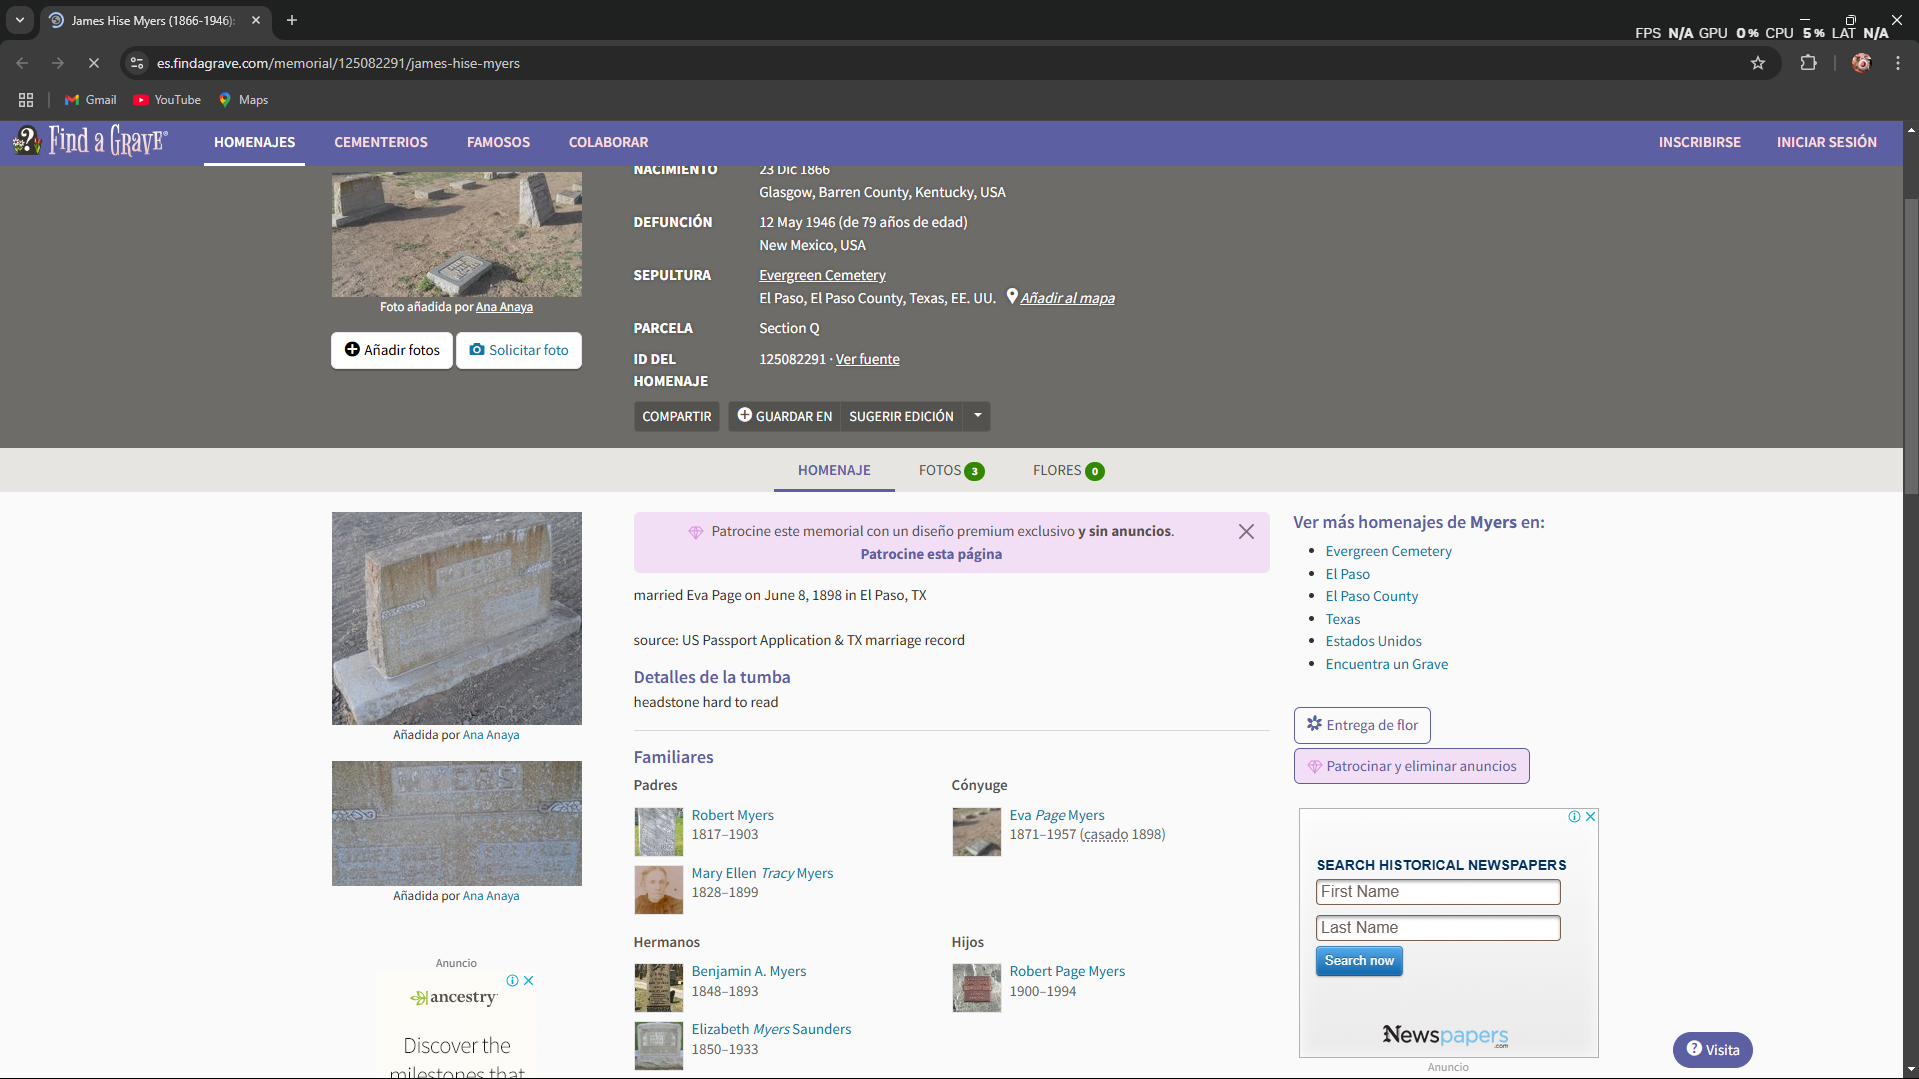 James Hise Myers (1866-1946):
FPS N/A GPU 0% CPU 5% LAT N/A
es.findagrave.com/memorial/125082291/james-hise-myers
Gmail YouTube Maps
Find a Grave® HOMENAJES CEMENTERIOS FAMOSOS COLABORAR INSCRIBIRSE INICIAR SESIÓN
NACIMIENTO 23 Dic 1866
Glasgow, Barren County, Kentucky, USA
DEFUNCIÓN 12 May 1946 (de 79 años de edad)
New Mexico, USA
SEPULTURA Evergreen Cemetery
El Paso, El Paso County, Texas, EE. UU. Añadir al mapa
PARCELA Section Q
ID DEL HOMENAJE 125082291 · Ver fuente
Foto añadida por Ana Anaya
Añadir fotos Solicitar foto
COMPARTIR GUARDAR EN SUGERIR EDICIÓN
HOMENAJE FOTOS 3 FLORES 0
MYERS
Añadida por Ana Anaya
MYERS
Añadida por Ana Anaya
Anuncio
ancestry
Discover the
milestones that
Patrocine este memorial con un diseño premium exclusivo y sin anuncios.
Patrocine esta página
married Eva Page on June 8, 1898 in El Paso, TX
source: US Passport Application & TX marriage record
Detalles de la tumba
headstone hard to read
Familiares
Padres
Robert Myers
1817–1903
Mary Ellen Tracy Myers
1828–1899
Cónyuge
Eva Page Myers
1871–1957 (casado 1898)
Hermanos
Benjamin A. Myers
1848–1893
Elizabeth Myers Saunders
1850–1933
Hijos
Robert Page Myers
1900–1994
Ver más homenajes de Myers en:
Evergreen Cemetery
El Paso
El Paso County
Texas
Estados Unidos
Encuentra un Grave
Entrega de flor
Patrocinar y eliminar anuncios
SEARCH HISTORICAL NEWSPAPERS
First Name
Last Name
Search now
Newspapers.com
Anuncio
Visita